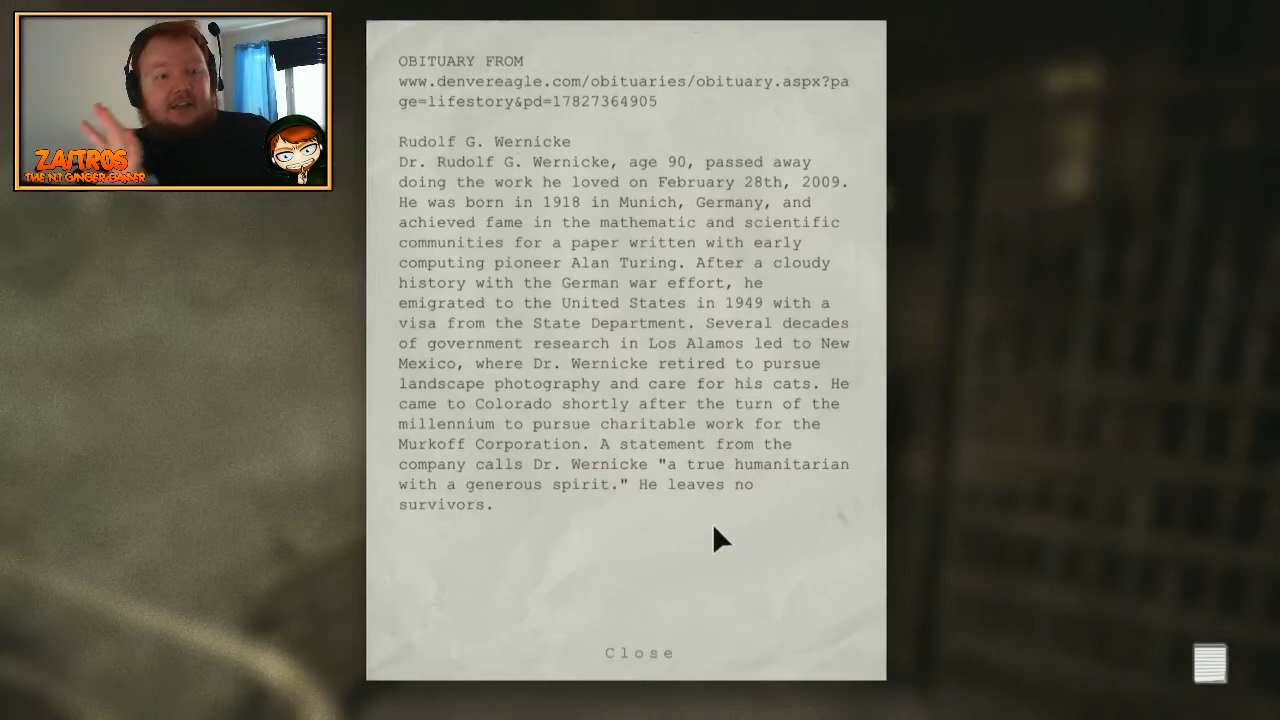 OBITUARY FROM
www.denvereagle.com/obituaries/obituary.aspx?pa
ge=lifestory&pd=17827364905
Rudolf G. Wernicke
Dr. Rudolf G. Wernicke, age 90, passed away
doing the work he loved on February 28th, 2009.
He was born in 1918 in Munich, Germany, and
achieved fame in the mathematic and scientific
communities for a paper written with early
computing pioneer Alan Turing. After a cloudy
history with the German war effort, he
emigrated to the United States in 1949 with a
visa from the State Department. Several decades
of government research in Los Alamos led to New
Mexico, where Dr. Wernicke retired to pursue
landscape photography and care for his cats. He
came to Colorado shortly after the turn of the
millennium to pursue charitable work for the
Murkoff Corporation. A statement from the
company calls Dr. Wernicke "a true humanitarian
with a generous spirit." He leaves no
survivors.
Close
ZAITROS
THE N.1 GINGER GAMER